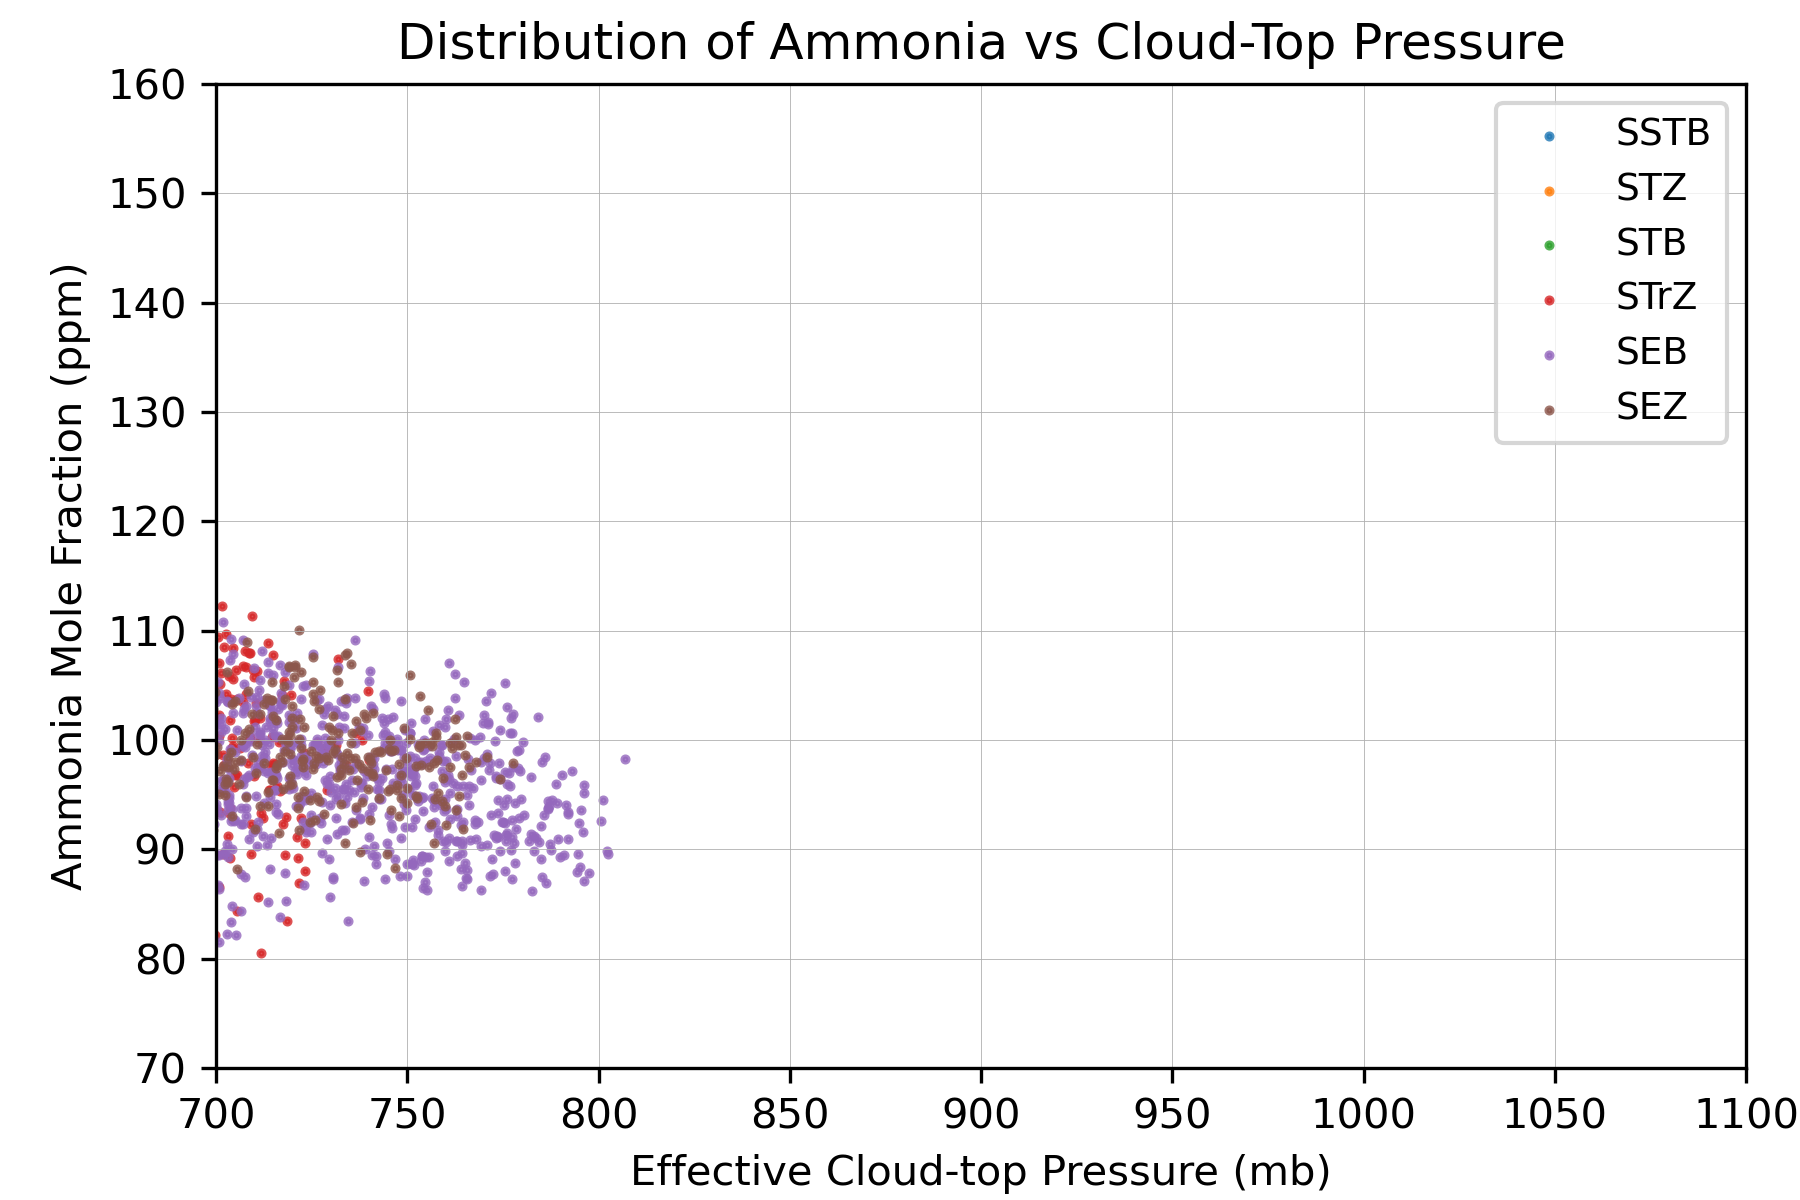 Distribution of Ammonia vs Cloud-Top Pressure
160
150
140
130
120
110
100
90
80
70
Ammonia Mole Fraction (ppm)
SSTB
STZ
STB
STrZ
SEB
SEZ
700 750 800 850 900 950 1000 1050 1100
Effective Cloud-top Pressure (mb)